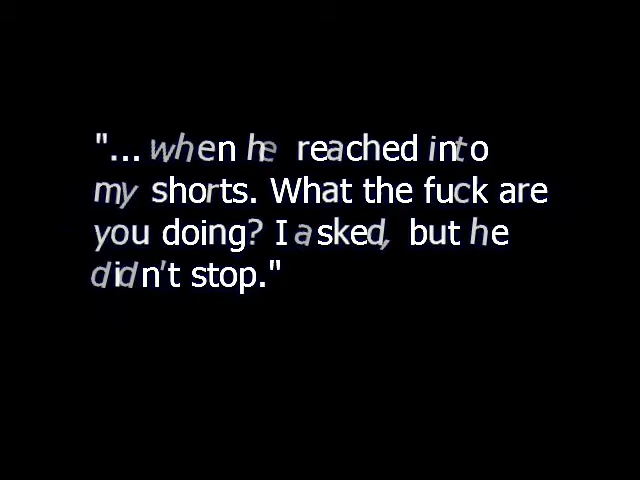 "... when he reached into
my shorts. What the fuck are
you doing? I asked, but he
didn't stop."